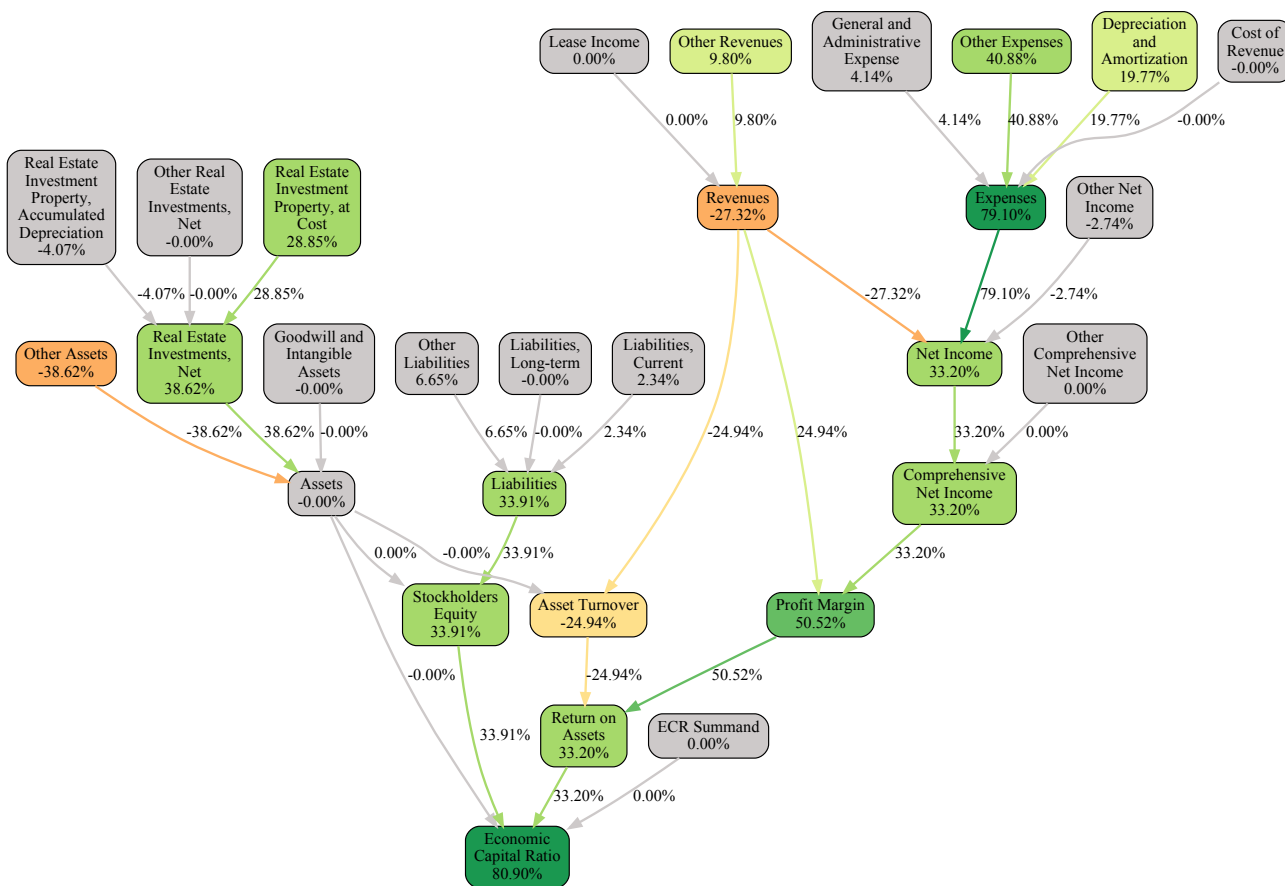 Lease Income
0.00%
Other Revenues
9.80%
General and
Administrative
Expense
4.14%
Other Expenses
40.88%
Depreciation
and
Amortization
19.77%
Cost of
Revenue
-0.00%
0.00%
9.80%
4.14%
40.88%
19.77%
-0.00%
Real Estate
Investment
Property,
Accumulated
Depreciation
-4.07%
Other Real
Estate
Investments,
Net
-0.00%
Real Estate
Investment
Property, at
Cost
28.85%
Revenues
-27.32%
Expenses
79.10%
Other Net
Income
-2.74%
-4.07%
-0.00%
28.85%
-27.32%
79.10%
-2.74%
Other Assets
-38.62%
Real Estate
Investments,
Net
38.62%
Goodwill and
Intangible
Assets
-0.00%
Other
Liabilities
6.65%
Liabilities,
Long-term
-0.00%
Liabilities,
Current
2.34%
Net Income
33.20%
Other
Comprehensive
Net Income
0.00%
-38.62%
38.62%
-0.00%
6.65%
-0.00%
2.34%
-24.94%
24.94%
33.20%
0.00%
Assets
-0.00%
Liabilities
33.91%
Comprehensive
Net Income
33.20%
0.00%
-0.00%
33.91%
33.20%
Stockholders
Equity
33.91%
Asset Turnover
-24.94%
Profit Margin
50.52%
-0.00%
-24.94%
50.52%
Return on
Assets
33.20%
ECR Summand
0.00%
33.91%
33.20%
0.00%
Economic
Capital Ratio
80.90%